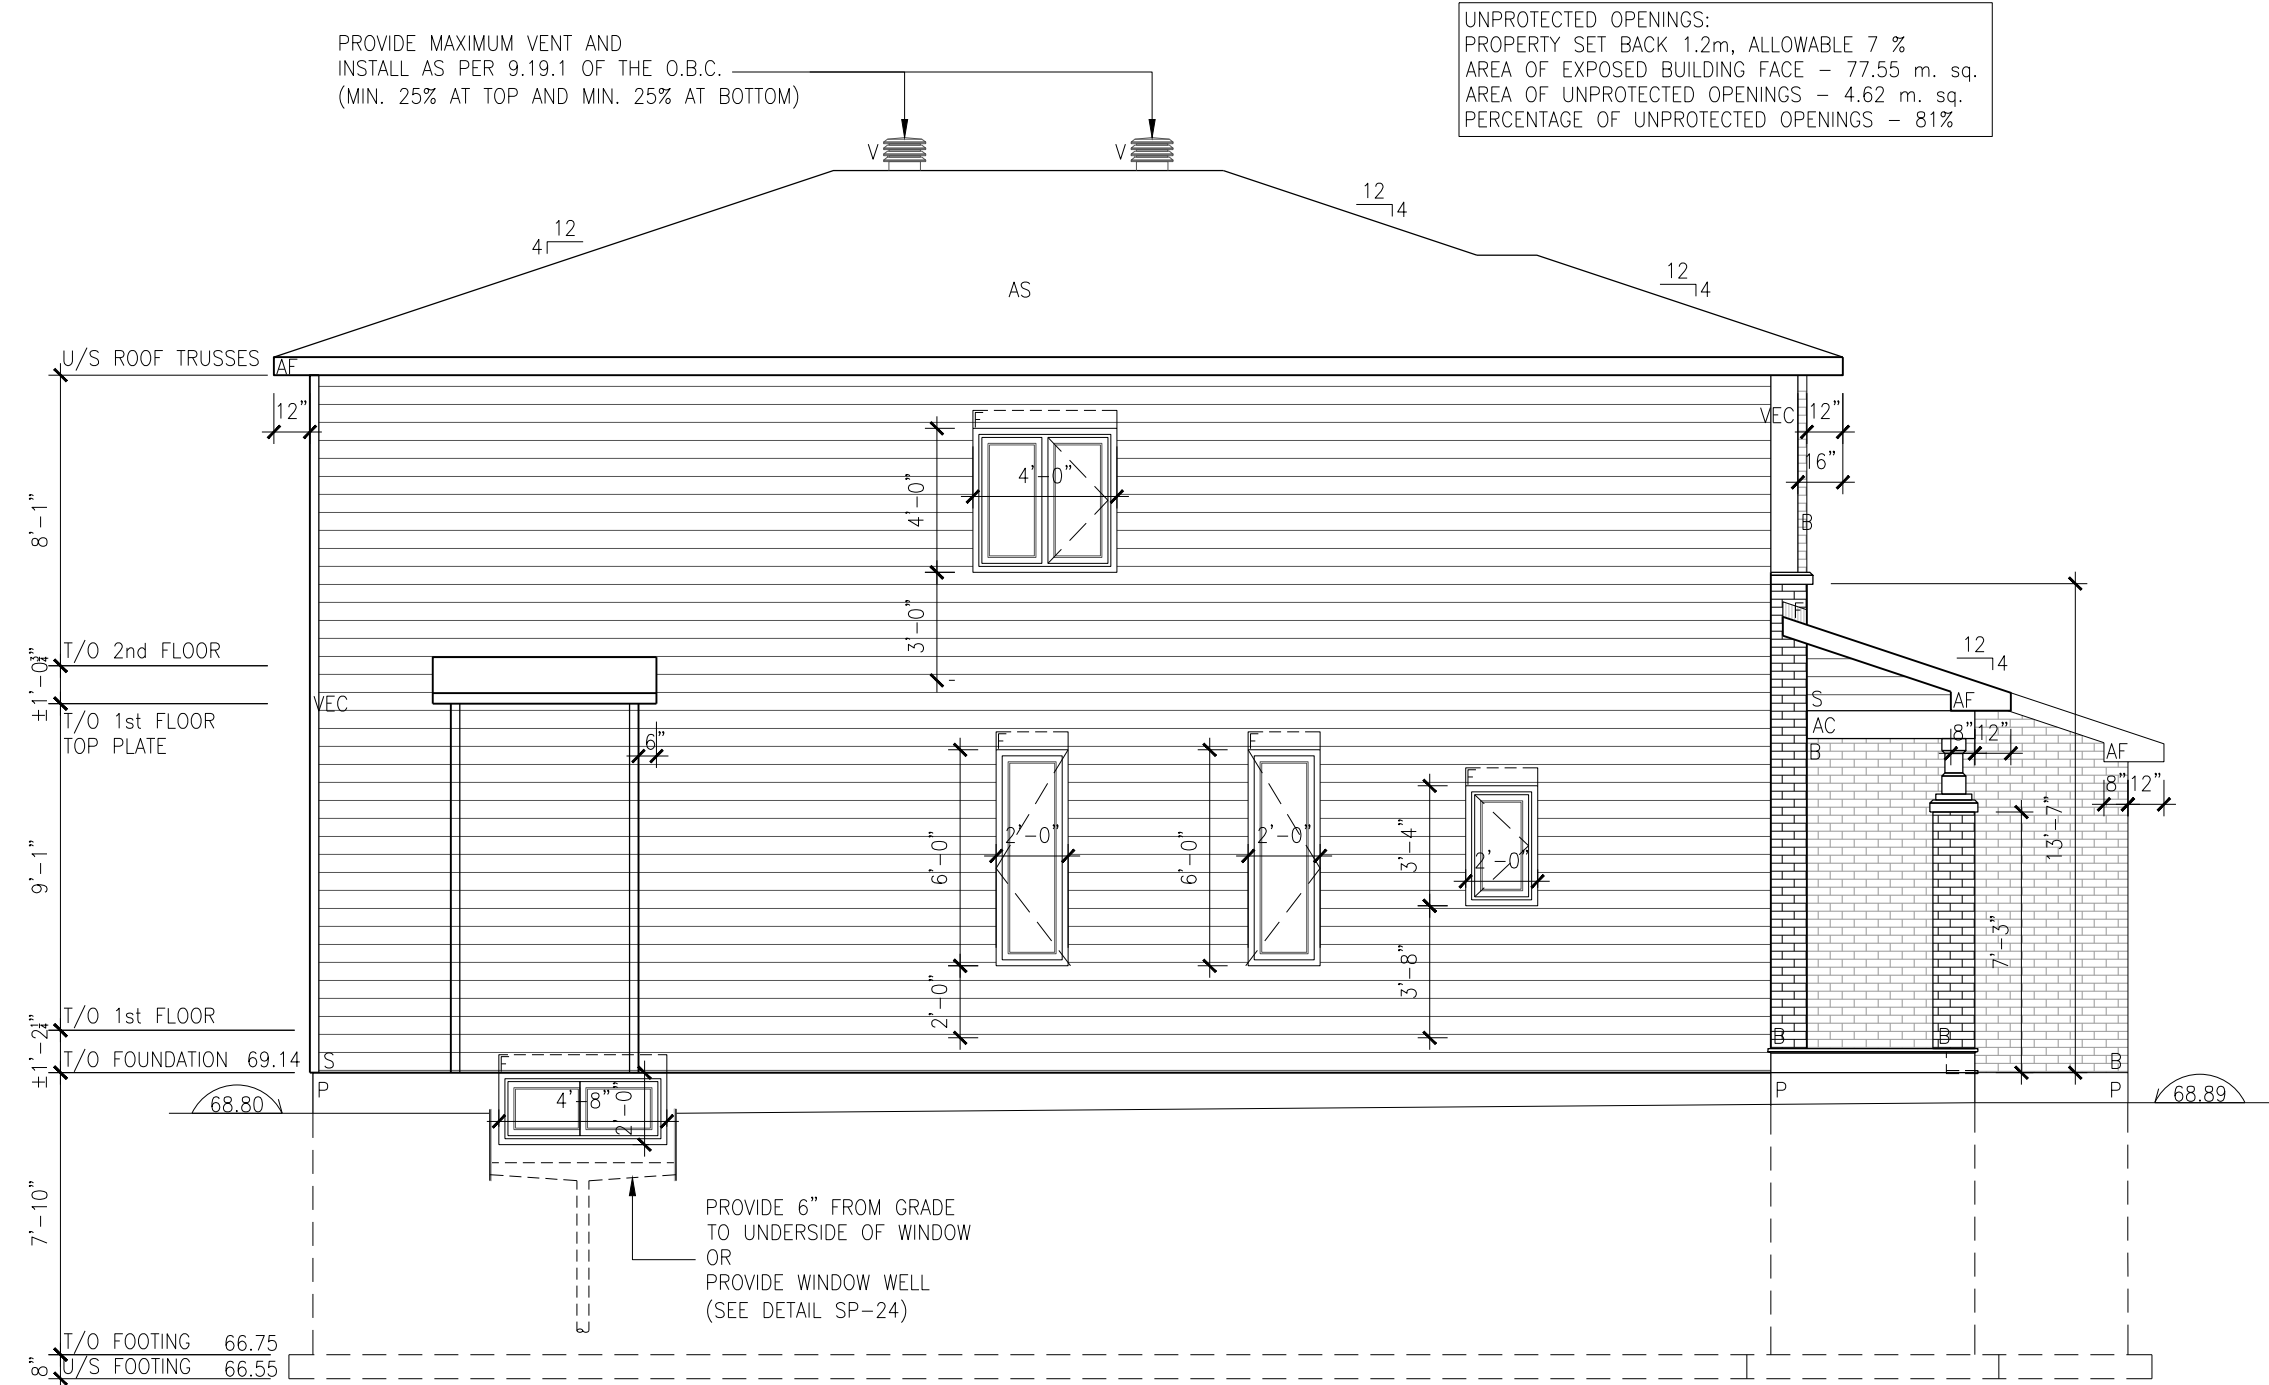 PROVIDE MAXIMUM VENT AND
INSTALL AS PER 9.19.1 OF THE O.B.C.
(MIN. 25% AT TOP AND MIN. 25% AT BOTTOM)
UNPROTECTED OPENINGS:
PROPERTY SET BACK 1.2m, ALLOWABLE 7 %
AREA OF EXPOSED BUILDING FACE – 77.55 m. sq.
AREA OF UNPROTECTED OPENINGS – 4.62 m. sq.
PERCENTAGE OF UNPROTECTED OPENINGS – 81%
V
V
12
4
12
4
12
4
AS
U/S ROOF TRUSSES
AF
12"
VEC
12"
16"
B
F
4'-0"
4'-0"
3'-0"
8'-1"
T/O 2nd FLOOR
±1'-0¾"
T/O 1st FLOOR
TOP PLATE
VEC
6"
F
12
4
S
AF
AC
B
8"
12"
AF
8"
12"
F
6'-0"
2'-0"
2'-0"
F
6'-0"
2'-0"
F
3'-4"
2'-0"
3'-8"
13'-7"
7'-3"
9'-1"
T/O 1st FLOOR
±1'-2¼"
T/O FOUNDATION 69.14
S
F
B
B
B
P
P
P
68.80
4'-8"
2'-0"
68.89
7'-10"
PROVIDE 6" FROM GRADE
TO UNDERSIDE OF WINDOW
OR
PROVIDE WINDOW WELL
(SEE DETAIL SP-24)
T/O FOOTING 66.75
U/S FOOTING 66.55
8"